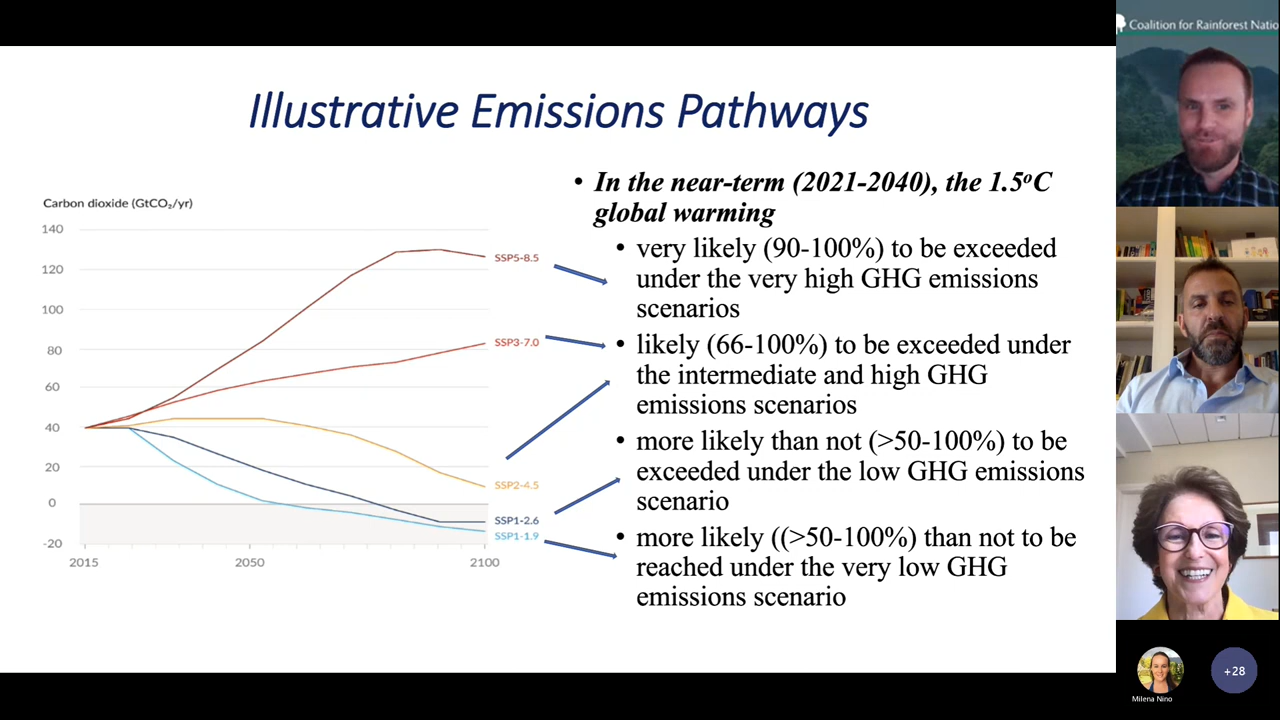 Illustrative Emissions Pathways
Carbon dioxide (GtCO₂/yr)
140
120
100
80
60
40
20
0
-20
2015
2050
2100
SSP5-8.5
SSP3-7.0
SSP2-4.5
SSP1-2.6
SSP1-1.9
• In the near-term (2021-2040), the 1.5ᵒC
global warming
• very likely (90-100%) to be exceeded
under the very high GHG emissions
scenarios
• likely (66-100%) to be exceeded under
the intermediate and high GHG
emissions scenarios
• more likely than not (>50-100%) to be
exceeded under the low GHG emissions
scenario
• more likely ((>50-100%) than not to be
reached under the very low GHG
emissions scenario
Coalition for Rainforest Natio
Milena Nino
+28